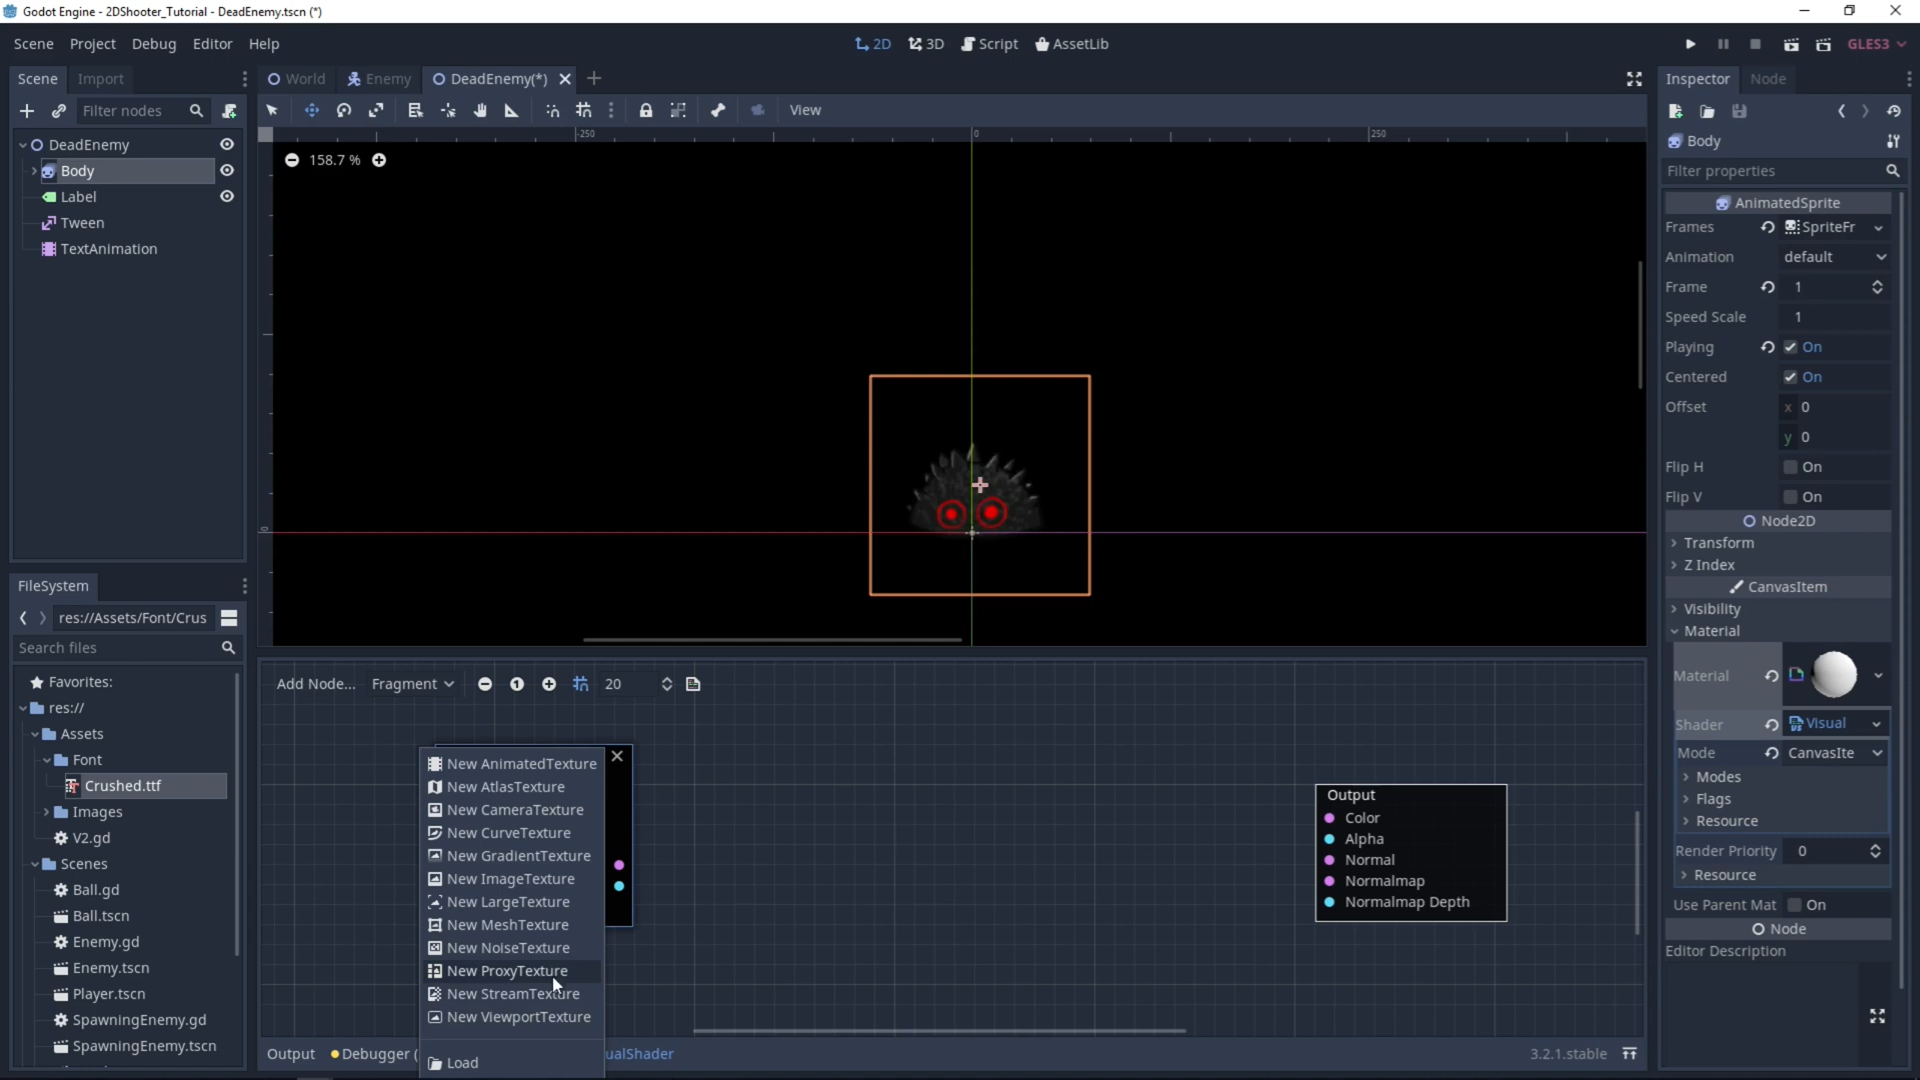 Godot Engine - 2DShooter_Tutorial - DeadEnemy.tscn (*)
Scene Project Debug Editor Help
2D 3D Script AssetLib
GLES3
Scene Import
World Enemy DeadEnemy(*)
Inspector Node
Filter nodes
View
DeadEnemy
Body
Label
Tween
TextAnimation
-250 0 250
158.7 %
0
Body
Filter properties
AnimatedSprite
Frames SpriteFr
Animation default
Frame 1
Speed Scale 1
Playing On
Centered On
Offset x 0
y 0
Flip H On
Flip V On
Node2D
Transform
Z Index
CanvasItem
Visibility
Material
Material
Shader Visual
Mode CanvasIte
Modes
Flags
Resource
Render Priority 0
Resource
Use Parent Mat On
Node
Editor Description
FileSystem
res://Assets/Font/Crus
Search files
Favorites:
res://
Assets
Font
Crushed.ttf
Images
V2.gd
Scenes
Ball.gd
Ball.tscn
Enemy.gd
Enemy.tscn
Player.tscn
SpawningEnemy.gd
SpawningEnemy.tscn
Add Node... Fragment 1 20
New AnimatedTexture
New AtlasTexture
New CameraTexture
New CurveTexture
New GradientTexture
New ImageTexture
New LargeTexture
New MeshTexture
New NoiseTexture
New ProxyTexture
New StreamTexture
New ViewportTexture
Load
Output
Color
Alpha
Normal
Normalmap
Normalmap Depth
Output Debugger ( ualShader
3.2.1.stable